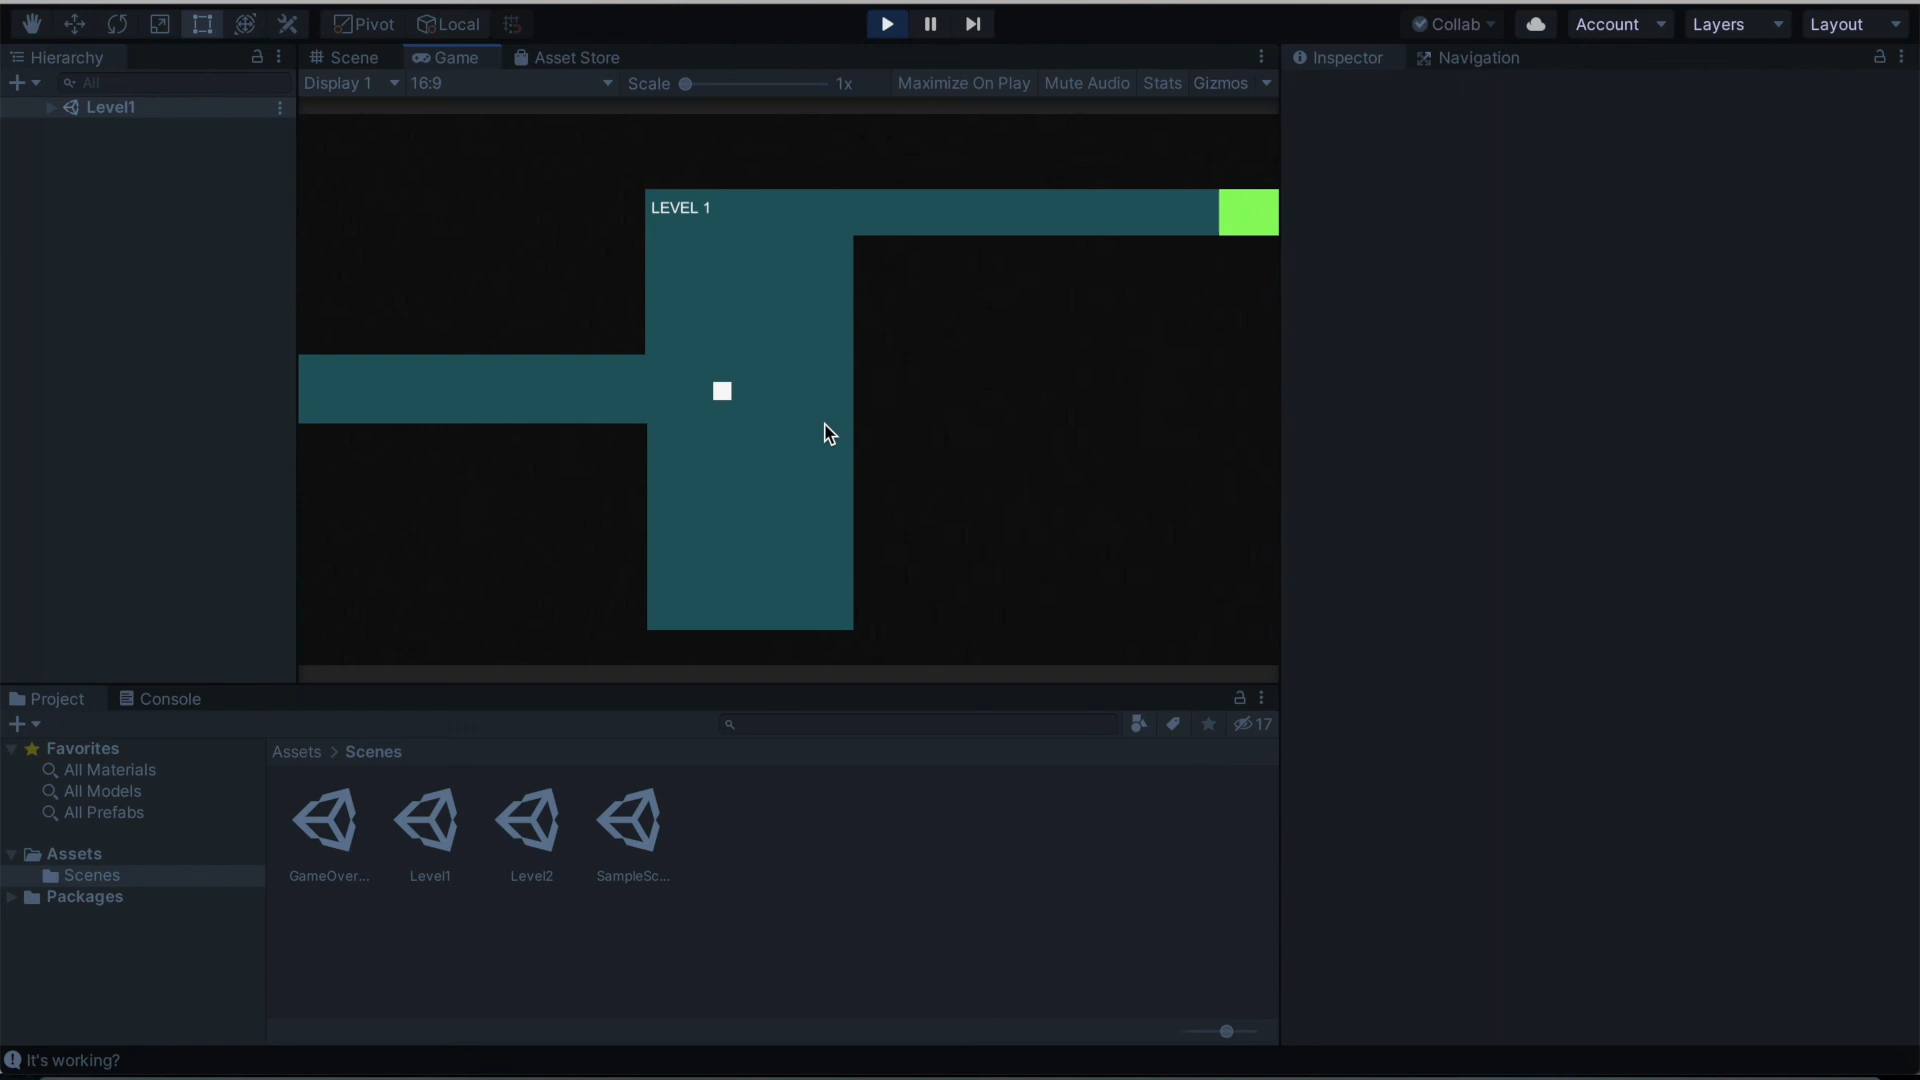 Pivot
Local
Collab
Account
Layers
Layout
Hierarchy
Scene
Game
Asset Store
Inspector
Navigation
All
Display 1
16:9
Scale
1x
Maximize On Play
Mute Audio
Stats
Gizmos
Level1
LEVEL 1
Project
Console
17
Favorites
All Materials
All Models
All Prefabs
Assets
Scenes
Packages
Assets > Scenes
GameOver...
Level1
Level2
SampleSc...
It's working?